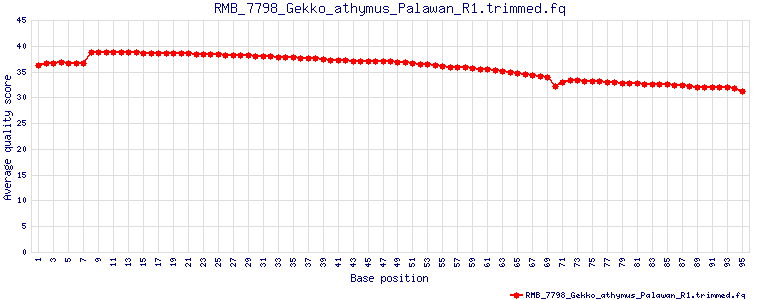 RMB_7798_Gekko_athymus_Palawan_R1.trimmed.fq
45
40
35
30
25
20
15
10
5
0
Average quality score
1 3 5 7 9 11 13 15 17 19 21 23 25 27 29 31 33 35 37 39 41 43 45 47 49 51 53 55 57 59 61 63 65 67 69 71 73 75 77 79 81 83 85 87 89 91 93 95
Base position
RMB_7798_Gekko_athymus_Palawan_R1.trimmed.fq